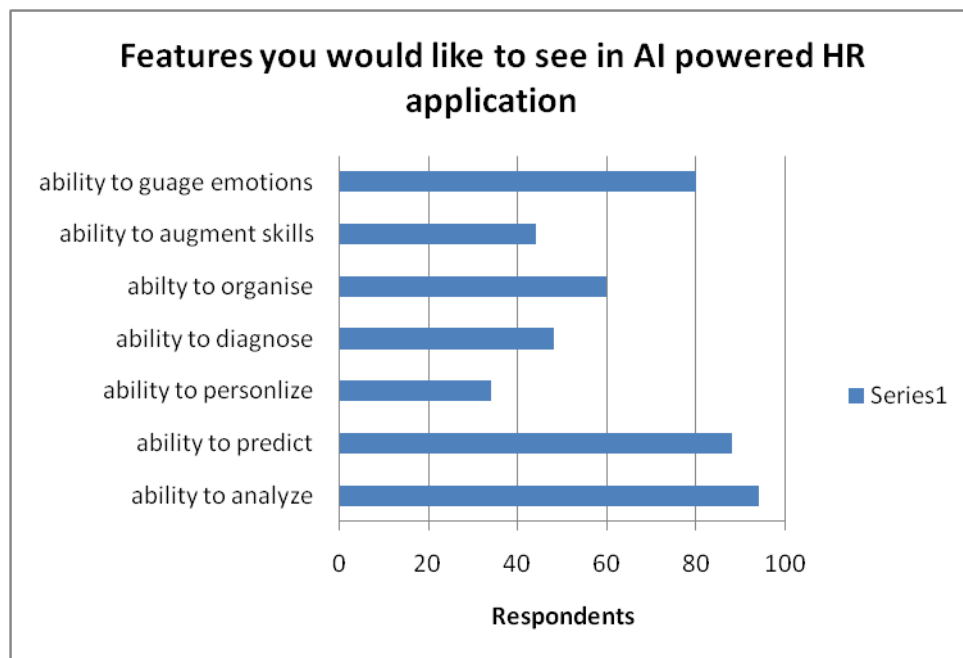 Features you would like to see in AI powered HR
application
ability to guage emotions
ability to augment skills
abilty to organise
ability to diagnose
ability to personlize
ability to predict
ability to analyze
Series1
0 20 40 60 80 100
Respondents